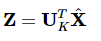 Z = U_K^T X̂